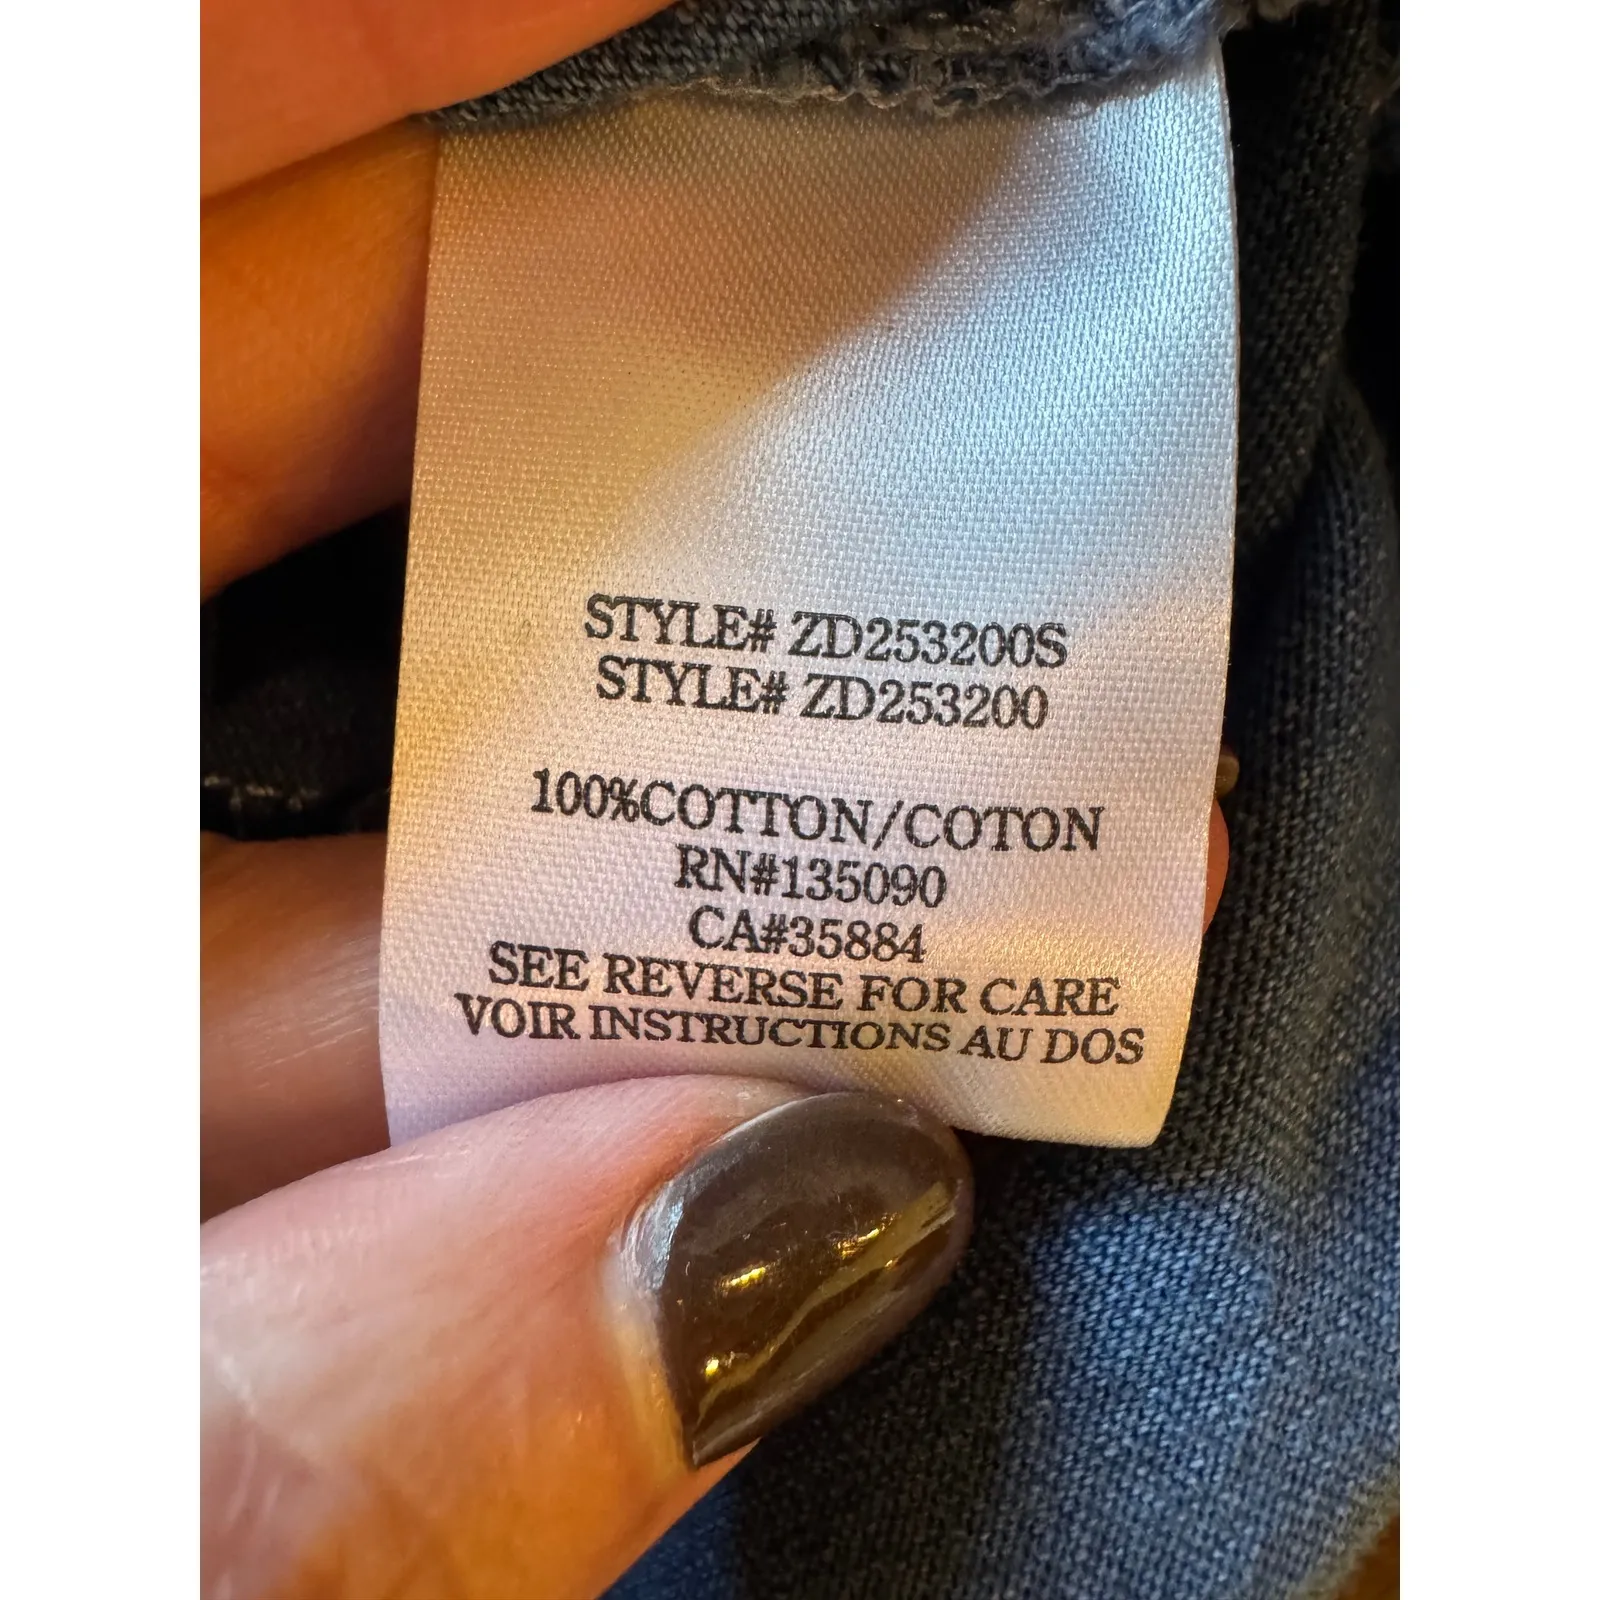 STYLE# ZD253200S
STYLE# ZD253200
100%COTTON/COTON
RN#135090
CA#35884
SEE REVERSE FOR CARE
VOIR INSTRUCTIONS AU DOS